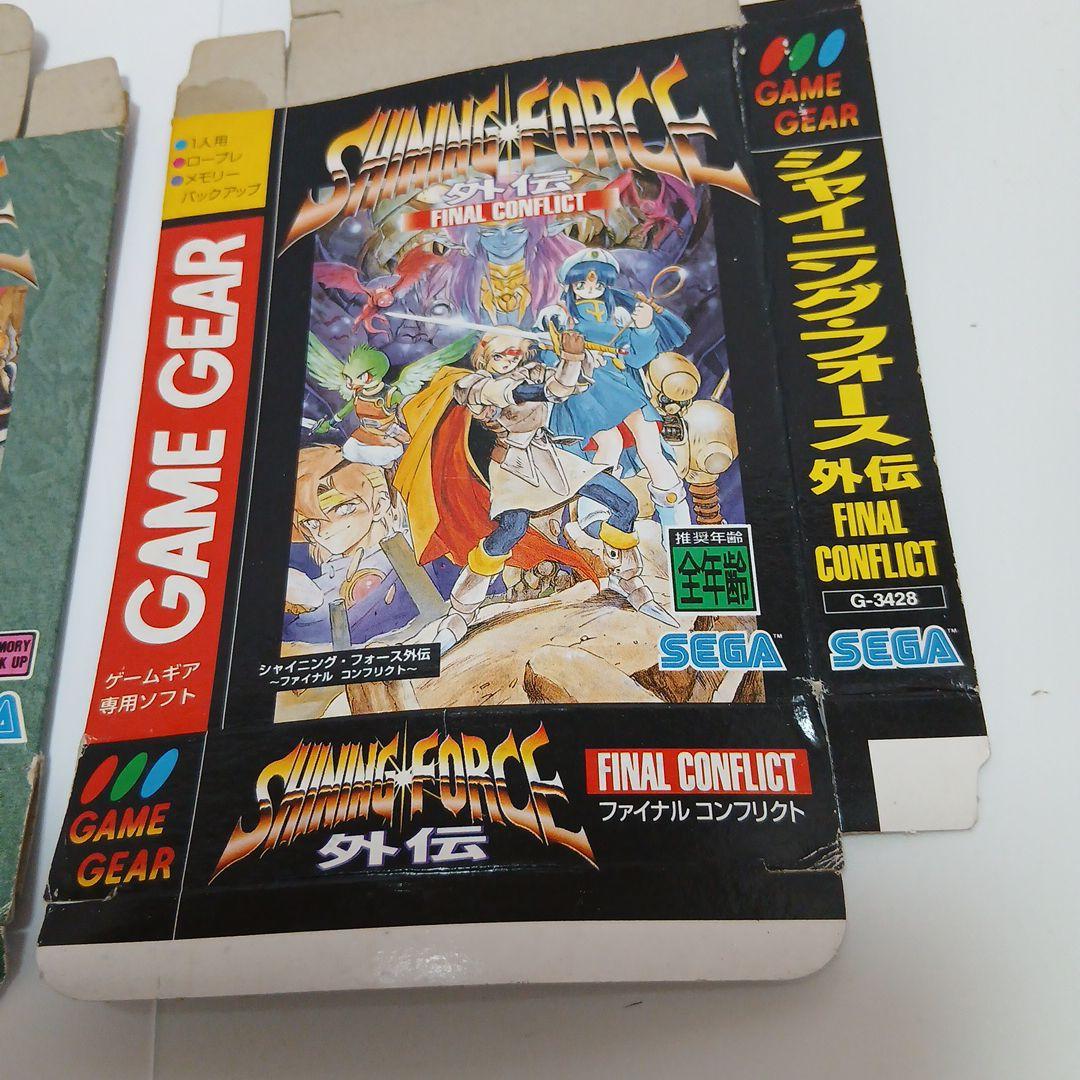 MORY
K UP
1人用
ロープレ
メモリー
バックアップ
GAME GEAR
ゲームギア
専用ソフト
SHINING FORCE
外伝
FINAL CONFLICT
推奨年齢
全年齢
SEGA™
シャイニング・フォース外伝
～ファイナル コンフリクト～
GAME
GEAR
シャイニング・フォース
外伝
FINAL
CONFLICT
G-3428
SEGA™
GAME
GEAR
SHINING FORCE
外伝
FINAL CONFLICT
ファイナル コンフリクト